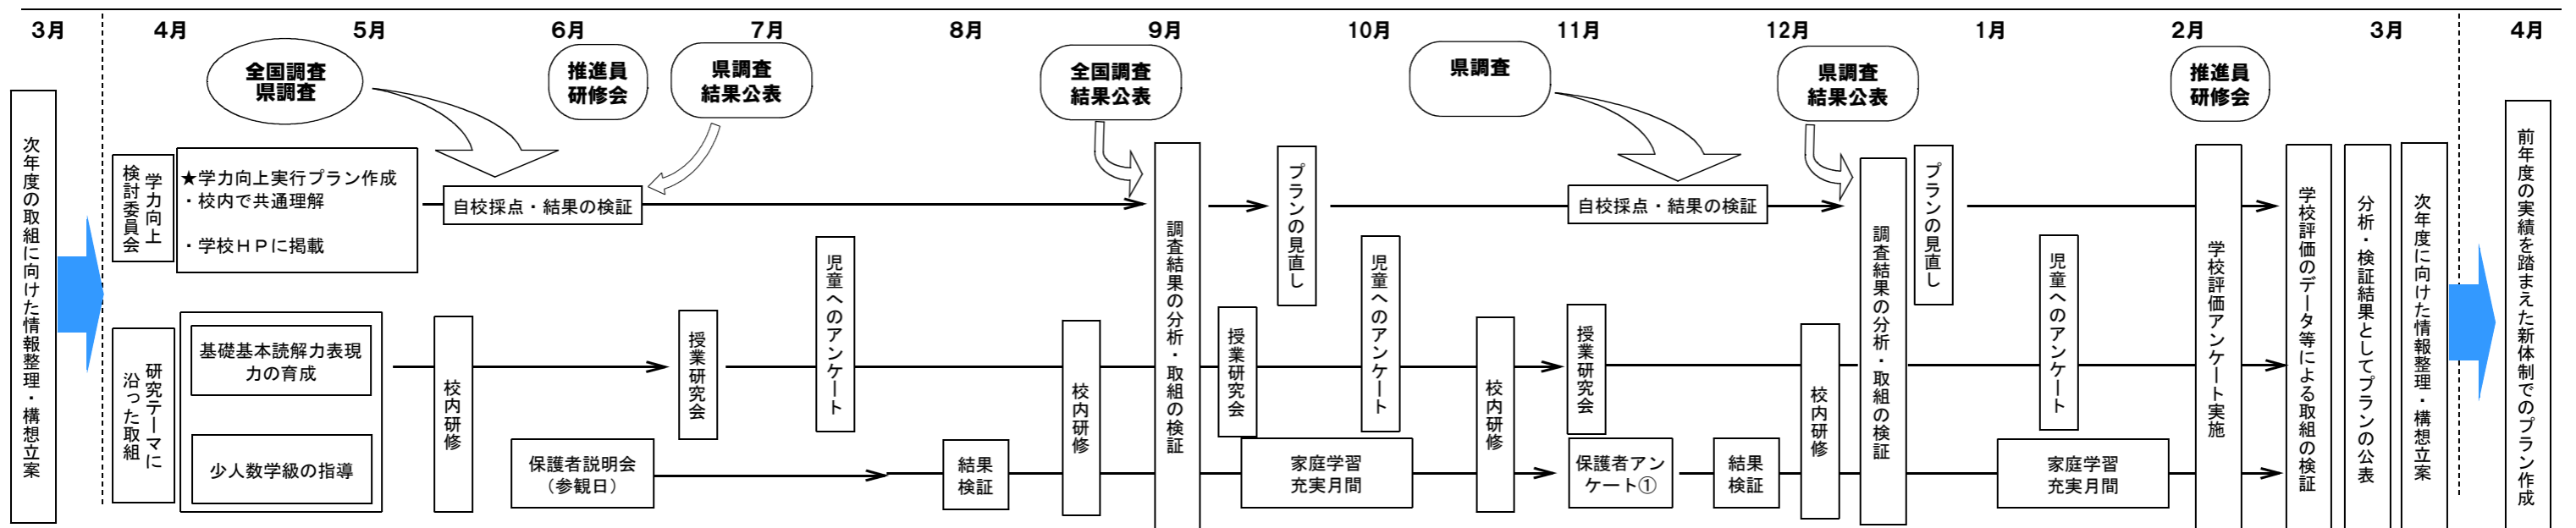 3月
4月
5月
6月
7月
8月
9月
10月
11月
12月
1月
2月
3月
4月
全国調査
県調査
推進員
研修会
県調査
結果公表
全国調査
結果公表
県調査
県調査
結果公表
推進員
研修会
次年度の取組に向けた情報整理・構想立案
学力向上
検討委員会
★学力向上実行プラン作成
・校内で共通理解
・学校ＨＰに掲載
自校採点・結果の検証
研究テーマに
沿った取組
基礎基本読解力表現
力の育成
少人数学級の指導
校内研修
保護者説明会
（参観日）
授業研究会
児童へのアンケート
結果
検証
校内研修
調査結果の分析・取組の検証
プランの見直し
授業研究会
家庭学習
充実月間
児童へのアンケート
校内研修
自校採点・結果の検証
授業研究会
保護者アン
ケート①
結果
検証
校内研修
調査結果の分析・取組の検証
プランの見直し
児童へのアンケート
家庭学習
充実月間
学校評価アンケート実施
学校評価のデータ等による取組の検証
分析・検証結果としてプランの公表
次年度に向けた情報整理・構想立案
前年度の実績を踏まえた新体制でのプラン作成